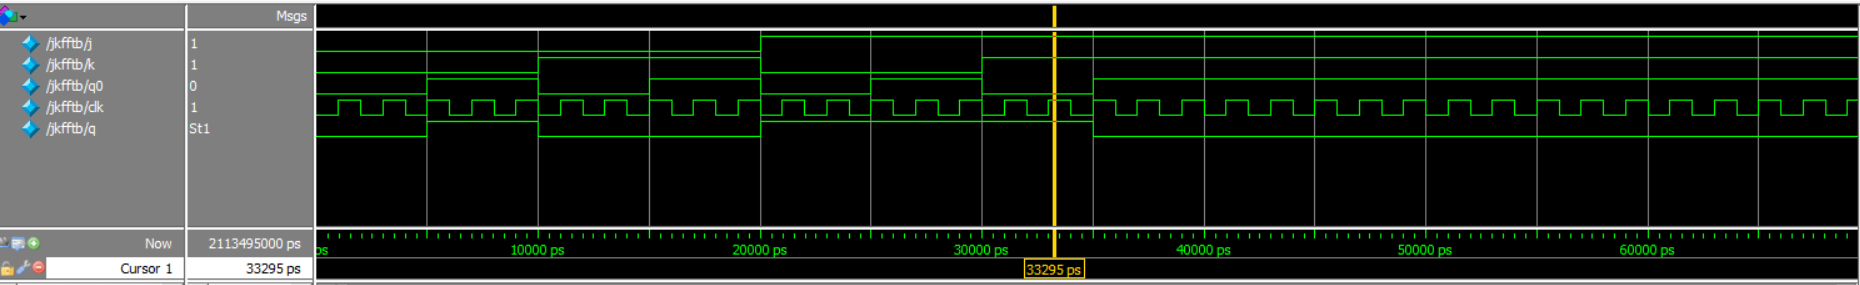 Msgs
/jkfftb/j 1
/jkfftb/k 1
/jkfftb/q0 0
/jkfftb/clk 1
/jkfftb/q St1
Now 2113495000 ps
ps 10000 ps 20000 ps 30000 ps 40000 ps 50000 ps 60000 ps
Cursor 1 33295 ps 33295 ps